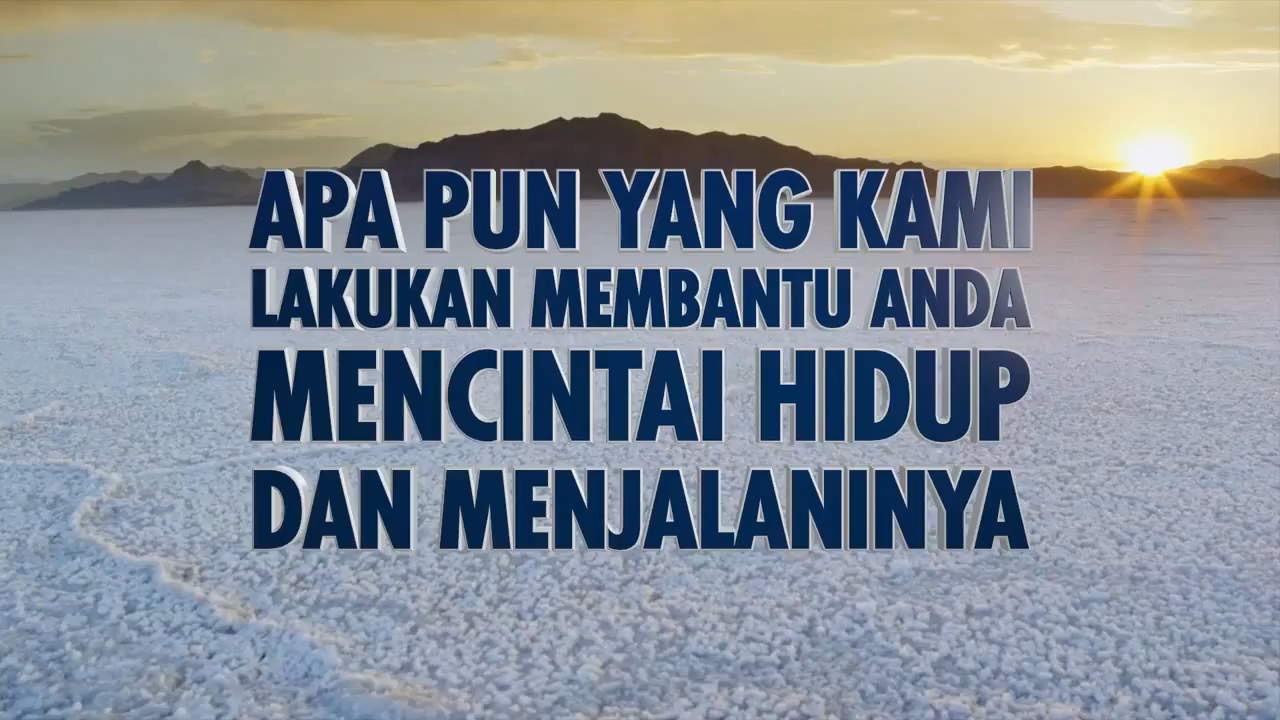 APA PUN YANG KAMI
LAKUKAN MEMBANTU ANDA
MENCINTAI HIDUP
DAN MENJALANINYA